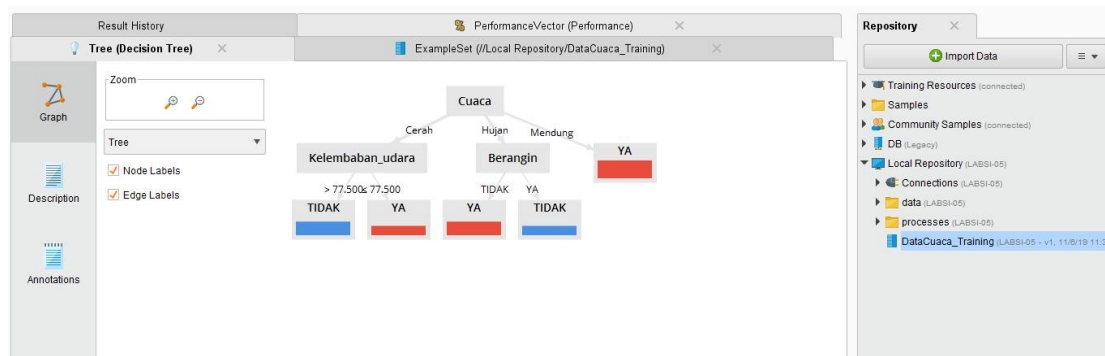 Result History
PerformanceVector (Performance)
Tree (Decision Tree)
ExampleSet (//Local Repository/DataCuaca_Training)
Graph
Description
Annotations
Zoom
Tree
Node Labels
Edge Labels
Cuaca
Cerah
Hujan
Mendung
Kelembaban_udara
Berangin
YA
> 77.500
≤ 77.500
TIDAK
YA
TIDAK
YA
YA
TIDAK
Repository
Import Data
Training Resources (connected)
Samples
Community Samples (connected)
DB (Legacy)
Local Repository (LABSI-05)
Connections (LABSI-05)
data (LABSI-05)
processes (LABSI-05)
DataCuaca_Training (LABSI-05 - v1, 11/6/19 11:3